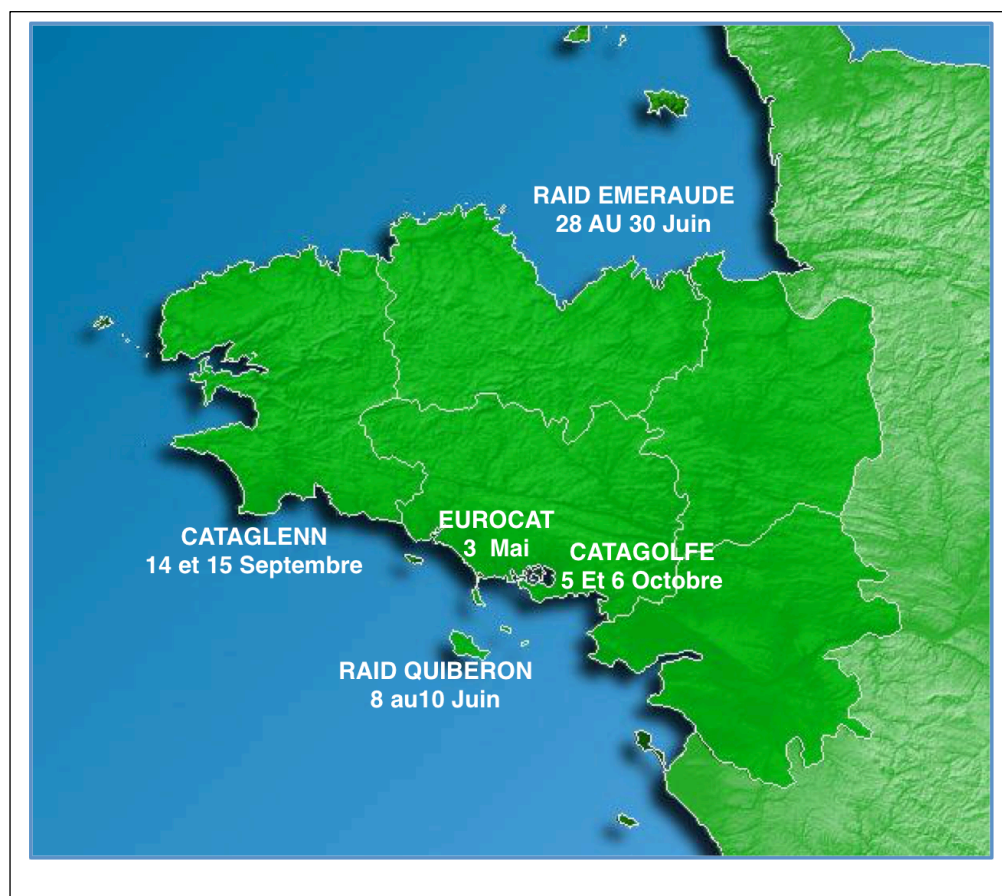 RAID EMERAUDE
28 AU 30 Juin
EUROCAT
3 Mai
CATAGLENN
14 et 15 Septembre
CATAGOLFE
5 Et 6 Octobre
RAID QUIBERON
8 au10 Juin